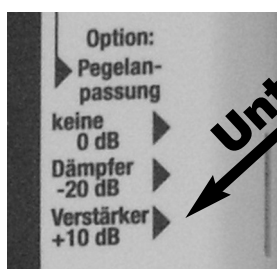 Option:
Pegelan-
passung
keine
0 dB
Dämpfer
-20 dB
Verstärker
+10 dB
Unt